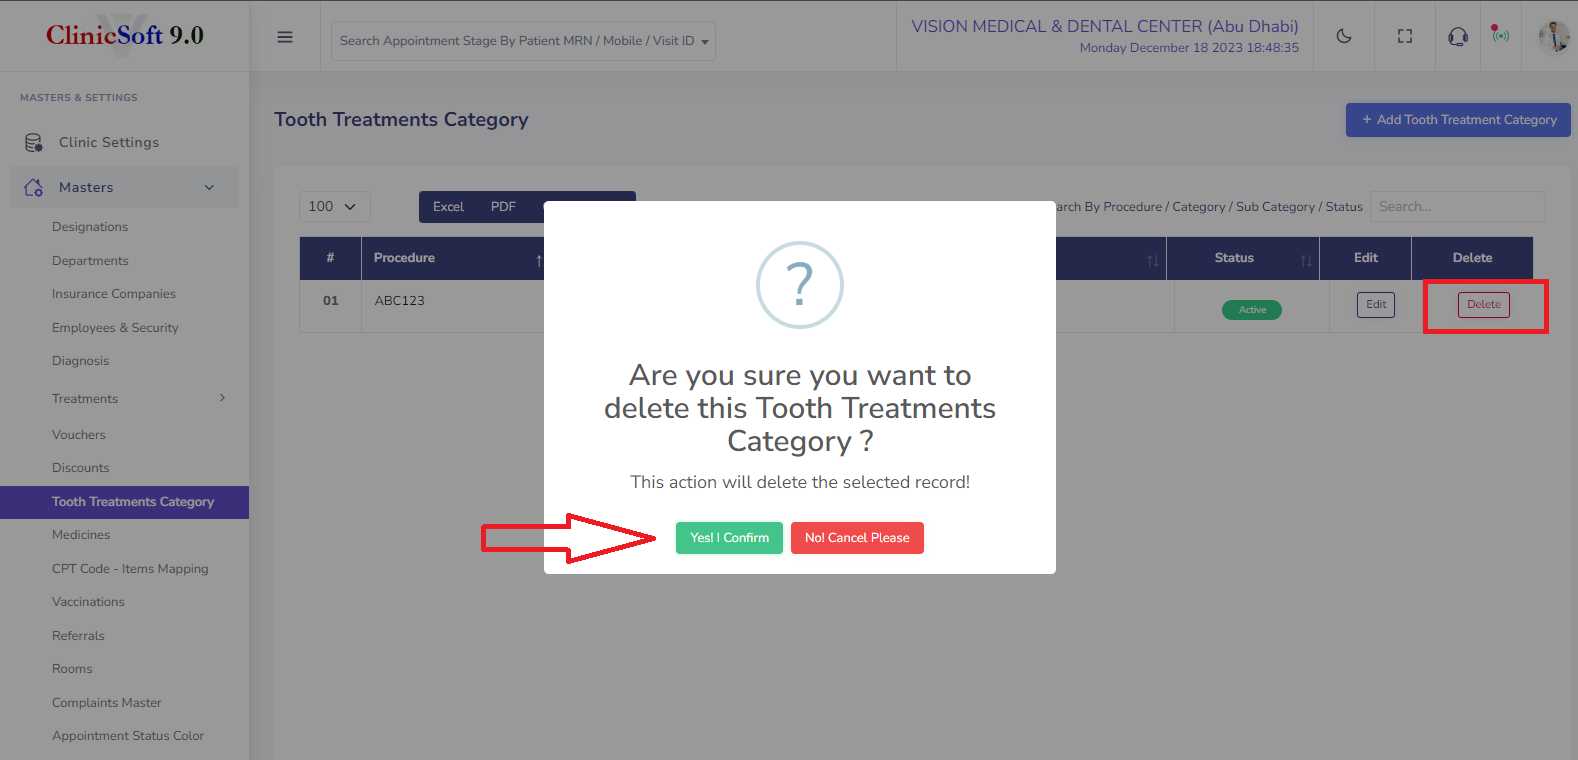 ClinicSoft 9.0
Search Appointment Stage By Patient MRN / Mobile / Visit ID
VISION MEDICAL & DENTAL CENTER (Abu Dhabi)
Monday December 18 2023 18:48:35
MASTERS & SETTINGS
Clinic Settings
Masters
Designations
Departments
Insurance Companies
Employees & Security
Diagnosis
Treatments
Vouchers
Discounts
Tooth Treatments Category
Medicines
CPT Code - Items Mapping
Vaccinations
Referrals
Rooms
Complaints Master
Appointment Status Color
Tooth Treatments Category
+ Add Tooth Treatment Category
100
Excel PDF
arch By Procedure / Category / Sub Category / Status Search...
# Procedure Status Edit Delete
01 ABC123 Active Edit Delete
?
Are you sure you want to
delete this Tooth Treatments
Category ?
This action will delete the selected record!
Yes! I Confirm No! Cancel Please